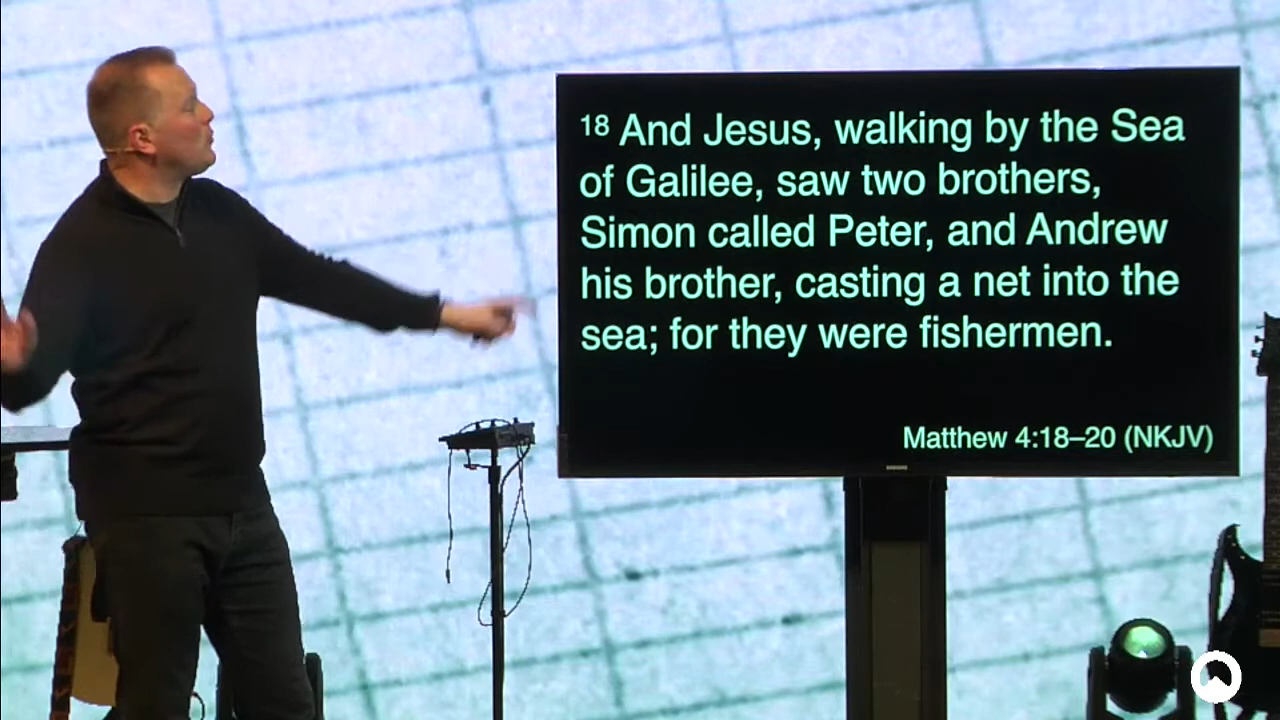 18 And Jesus, walking by the Sea
of Galilee, saw two brothers,
Simon called Peter, and Andrew
his brother, casting a net into the
sea; for they were fishermen.
Matthew 4:18–20 (NKJV)